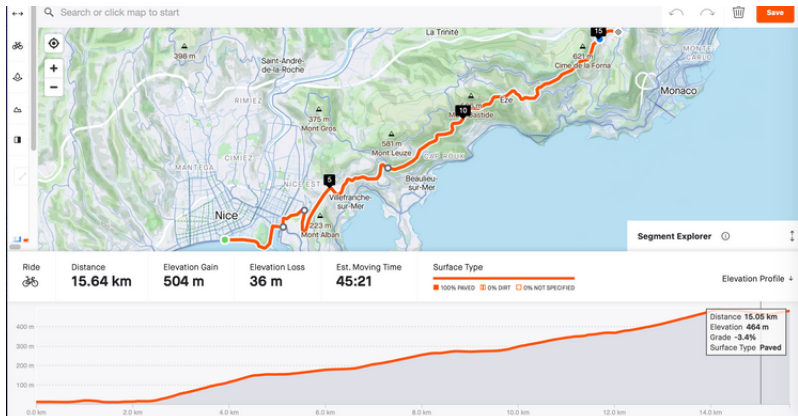 Search or click map to start
Save
La Trinité
15
398 m
Saint-André-
de-la-Roche
621 m
Cime de la Forna
MONTE-
CARLO
RIMIEZ
Monaco
375 m
Mont Gros
10
Eze
Bastide
581 m
Mont Leuze
CAP ROUX
CIMIEZ
MANTEGA
NICE EST
5
Beaulieu-
sur-Mer
Villefranche-
sur-Mer
Nice
223 m
Mont Alban
Segment Explorer
Ride
Distance
15.64 km
Elevation Gain
504 m
Elevation Loss
36 m
Est. Moving Time
45:21
Surface Type
100% PAVED 0% DIRT 0% NOT SPECIFIED
Elevation Profile
Distance 15.05 km
Elevation 464 m
Grade -3.4%
Surface Type Paved
400 m
300 m
200 m
100 m
0.0 km 2.0 km 4.0 km 6.0 km 8.0 km 10.0 km 12.0 km 14.0 km